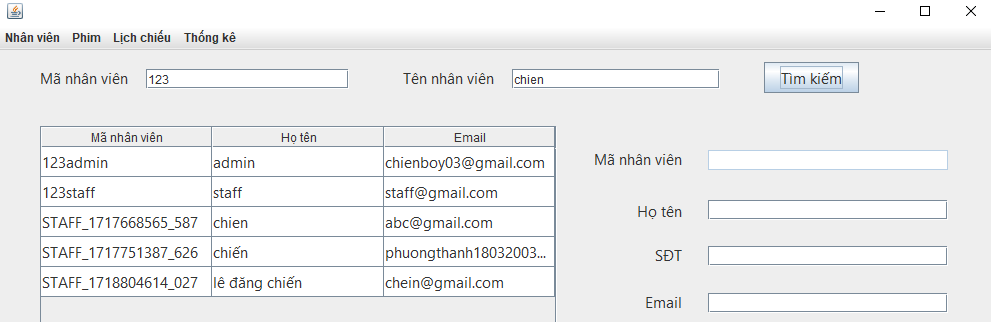 Nhân viên Phim Lịch chiếu Thống kê
Mã nhân viên 123 Tên nhân viên chien Tìm kiếm
Mã nhân viên Họ tên Email
123admin admin chienboy03@gmail.com
123staff staff staff@gmail.com
STAFF_1717668565_587 chien abc@gmail.com
STAFF_1717751387_626 chiến phuongthanh18032003...
STAFF_1718804614_027 lê đăng chiến chein@gmail.com
Mã nhân viên
Họ tên
SĐT
Email